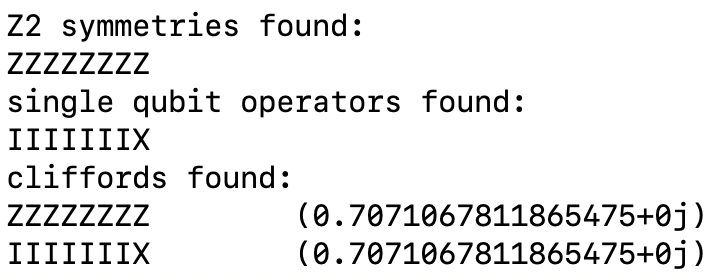 Z2 symmetries found:
ZZZZZZZZ
single qubit operators found:
IIIIIIIX
cliffords found:
ZZZZZZZZ	(0.7071067811865475+0j)
IIIIIIIX	(0.7071067811865475+0j)